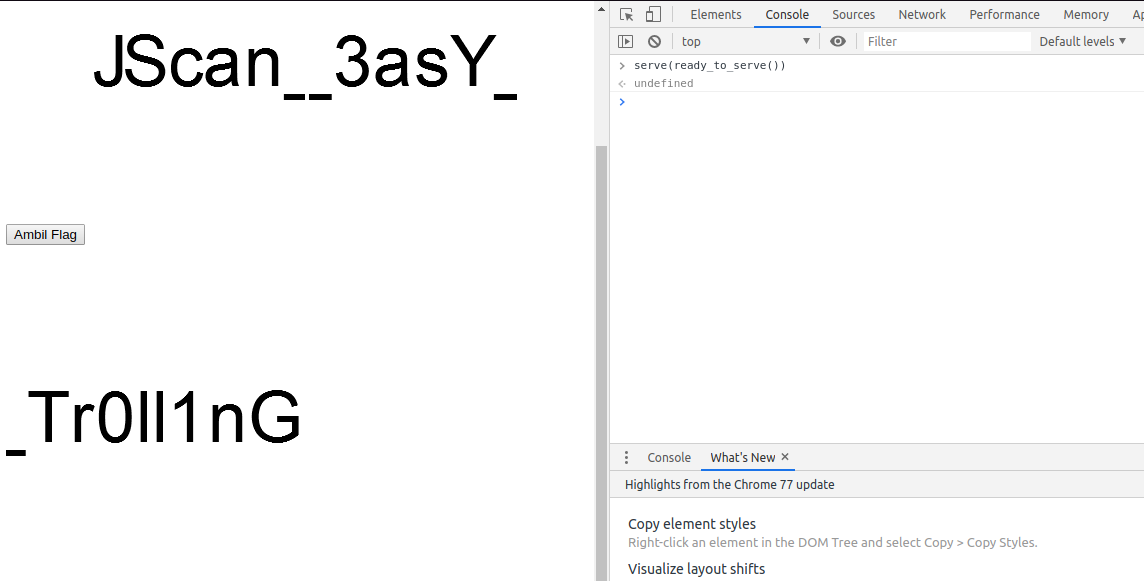 JScan__3asY_
Ambil Flag
_Tr0ll1nG
Elements Console Sources Network Performance Memory Ap
top Filter Default levels
serve(ready_to_serve())
undefined
Console What's New
Highlights from the Chrome 77 update
Copy element styles
Right-click an element in the DOM Tree and select Copy > Copy Styles.
Visualize layout shifts